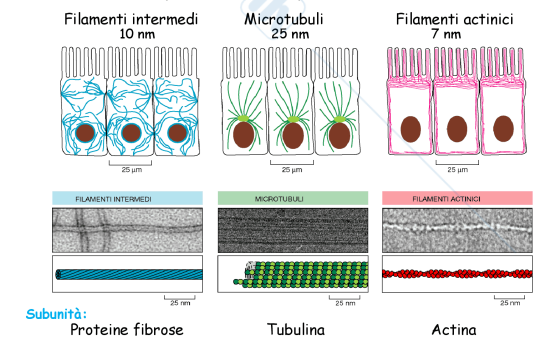 Filamenti intermedi
10 nm
Microtubuli
25 nm
Filamenti actinici
7 nm
25 µm
25 µm
25 µm
FILAMENTI INTERMEDI
MICROTUBULI
FILAMENTI ACTINICI
25 nm
25 nm
25 nm
Subunità:
Proteine fibrose
Tubulina
Actina